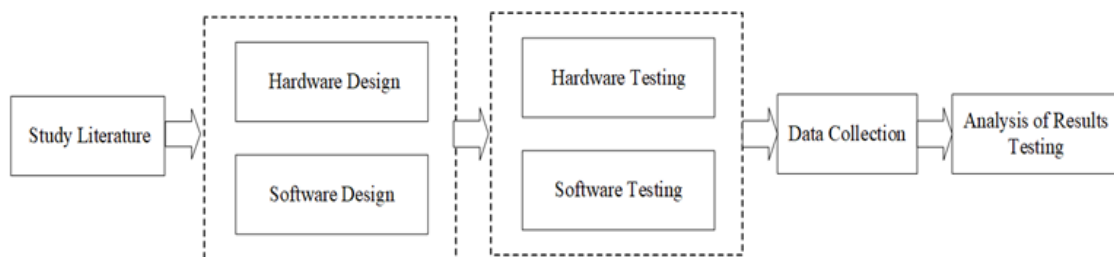 Study Literature
Hardware Design
Software Design
Hardware Testing
Software Testing
Data Collection
Analysis of Results
Testing